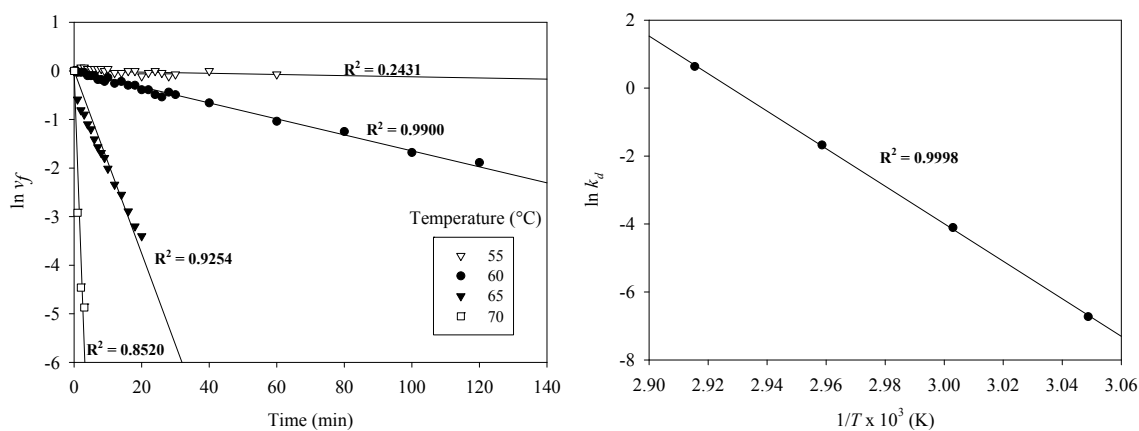 1
0
-1
-2
-3
-4
-5
-6
ln vf
0 20 40 60 80 100 120 140
Time (min)
R² = 0.2431
R² = 0.9900
R² = 0.9254
R² = 0.8520
Temperature (°C)
55
60
65
70
2
0
-2
-4
-6
-8
ln kd
R² = 0.9998
2.90 2.92 2.94 2.96 2.98 3.00 3.02 3.04 3.06
1/T x 10³ (K)